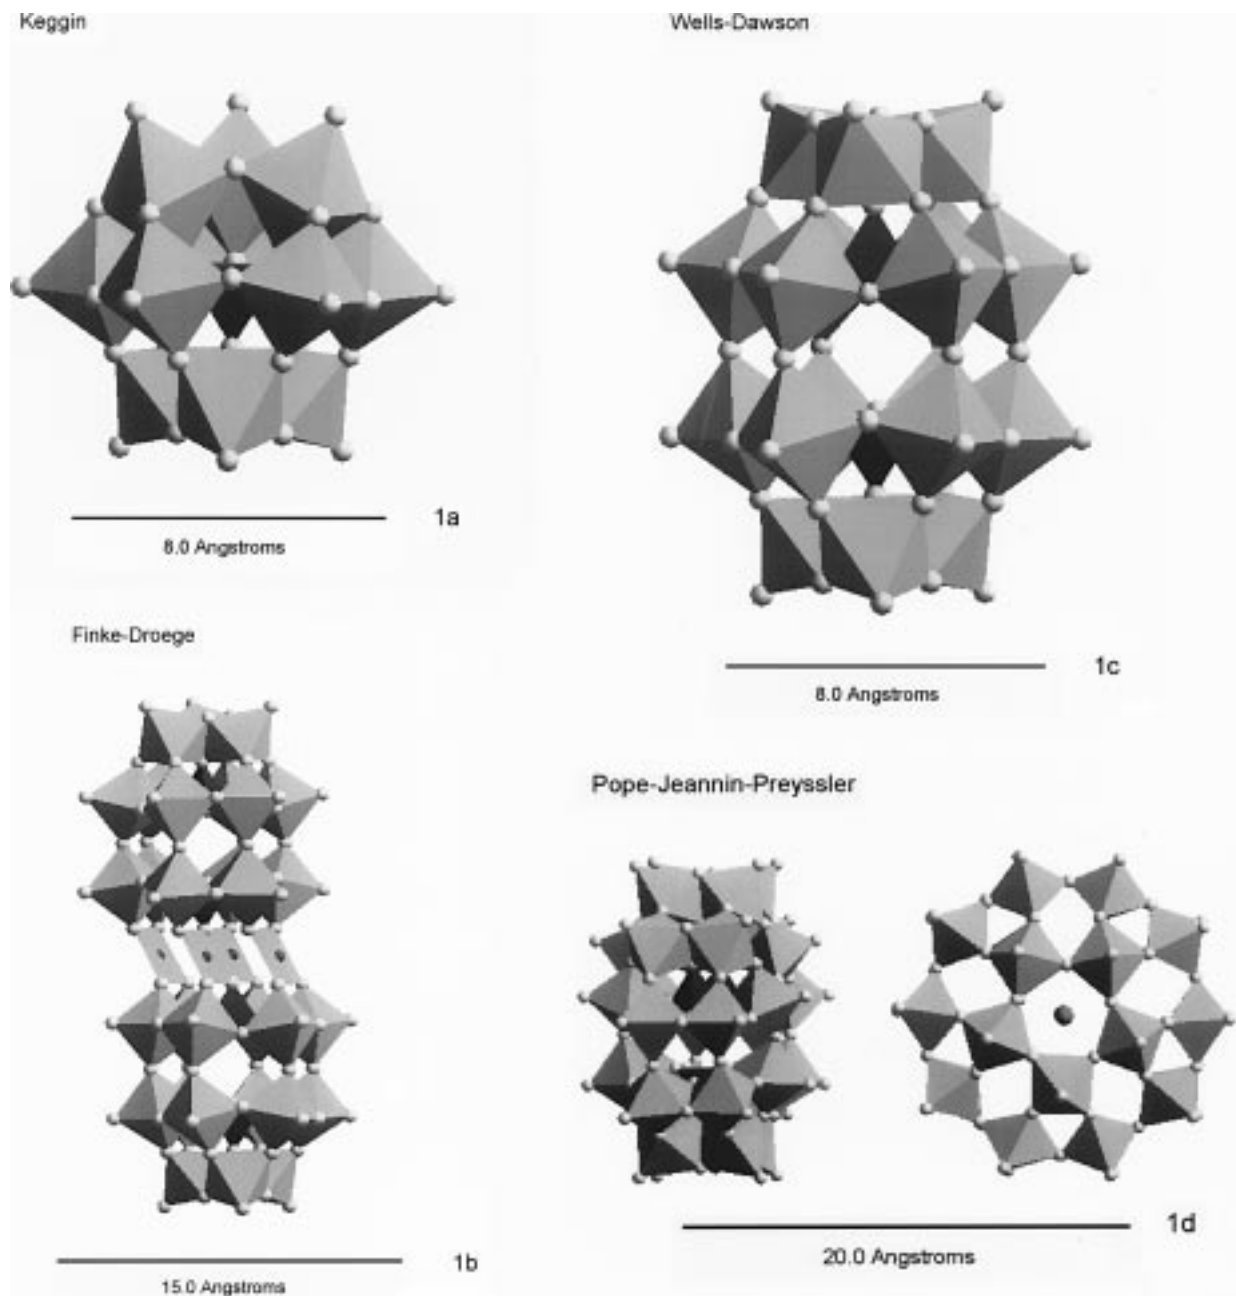 Keggin
Wells-Dawson
1a
8.0 Angstroms
Finke-Droege
1c
8.0 Angstroms
Pope-Jeannin-Preyssler
1b
15.0 Angstroms
1d
20.0 Angstroms